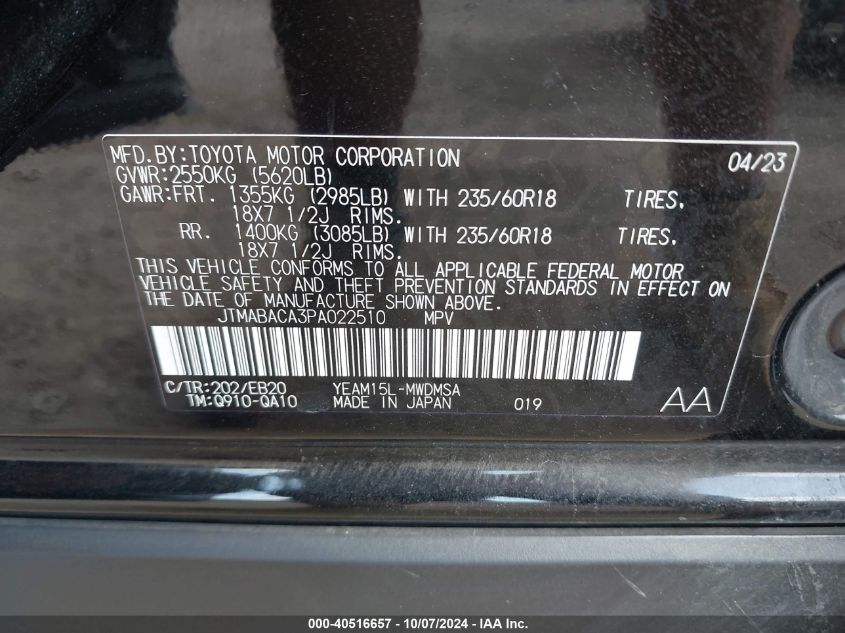 MFD.BY:TOYOTA MOTOR CORPORATION 04/23
GVWR:2550KG (5620LB)
GAWR:FRT. 1355KG (2985LB) WITH 235/60R18 TIRES,
18X7 1/2J RIMS.
RR. 1400KG (3085LB) WITH 235/60R18 TIRES,
18X7 1/2J RIMS.
THIS VEHICLE CONFORMS TO ALL APPLICABLE FEDERAL MOTOR
VEHICLE SAFETY AND THEFT PREVENTION STANDARDS IN EFFECT ON
THE DATE OF MANUFACTURE SHOWN ABOVE.
JTMABACA3PA022510 MPV
C/TR:202/EB20 YEAM15L-MWDMSA
TM:Q910-QA10 MADE IN JAPAN 019 AA
000-40516657 - 10/07/2024 - IAA Inc.